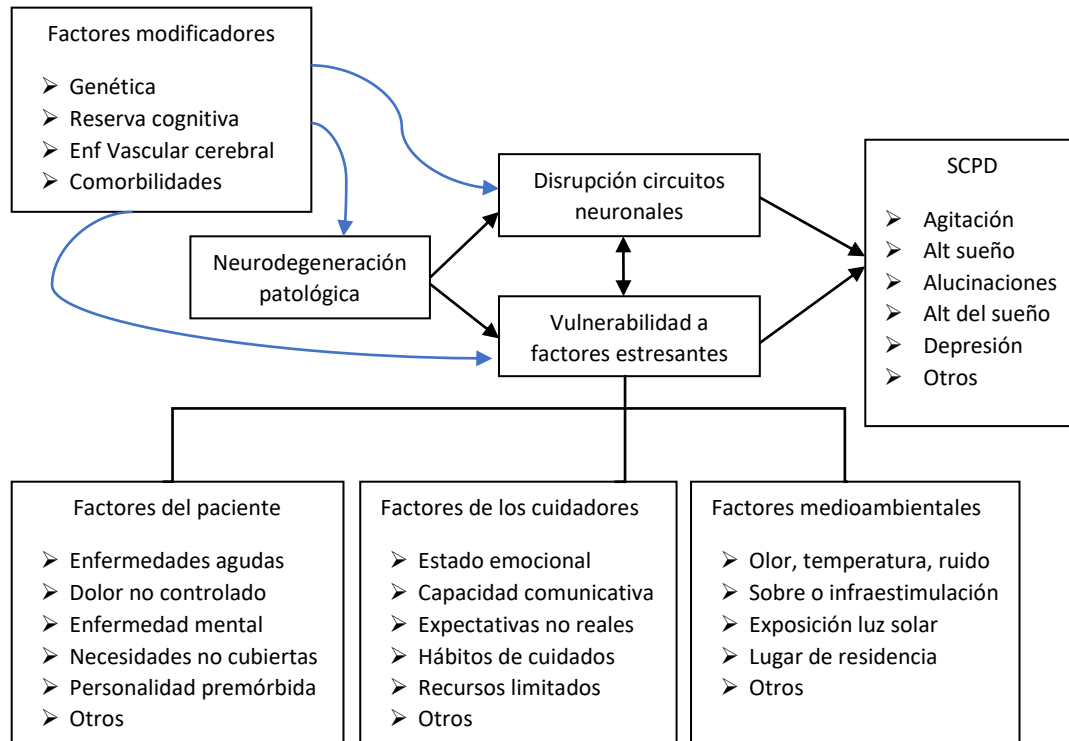 Factores modificadores
➢ Genética
➢ Reserva cognitiva
➢ Enf Vascular cerebral
➢ Comorbilidades
Neurodegeneración
patológica
Disrupción circuitos
neuronales
Vulnerabilidad a
factores estresantes
SCPD
➢ Agitación
➢ Alt sueño
➢ Alucinaciones
➢ Alt del sueño
➢ Depresión
➢ Otros
Factores del paciente
➢ Enfermedades agudas
➢ Dolor no controlado
➢ Enfermedad mental
➢ Necesidades no cubiertas
➢ Personalidad premórbida
➢ Otros
Factores de los cuidadores
➢ Estado emocional
➢ Capacidad comunicativa
➢ Expectativas no reales
➢ Hábitos de cuidados
➢ Recursos limitados
➢ Otros
Factores medioambientales
➢ Olor, temperatura, ruido
➢ Sobre o infraestimulación
➢ Exposición luz solar
➢ Lugar de residencia
➢ Otros